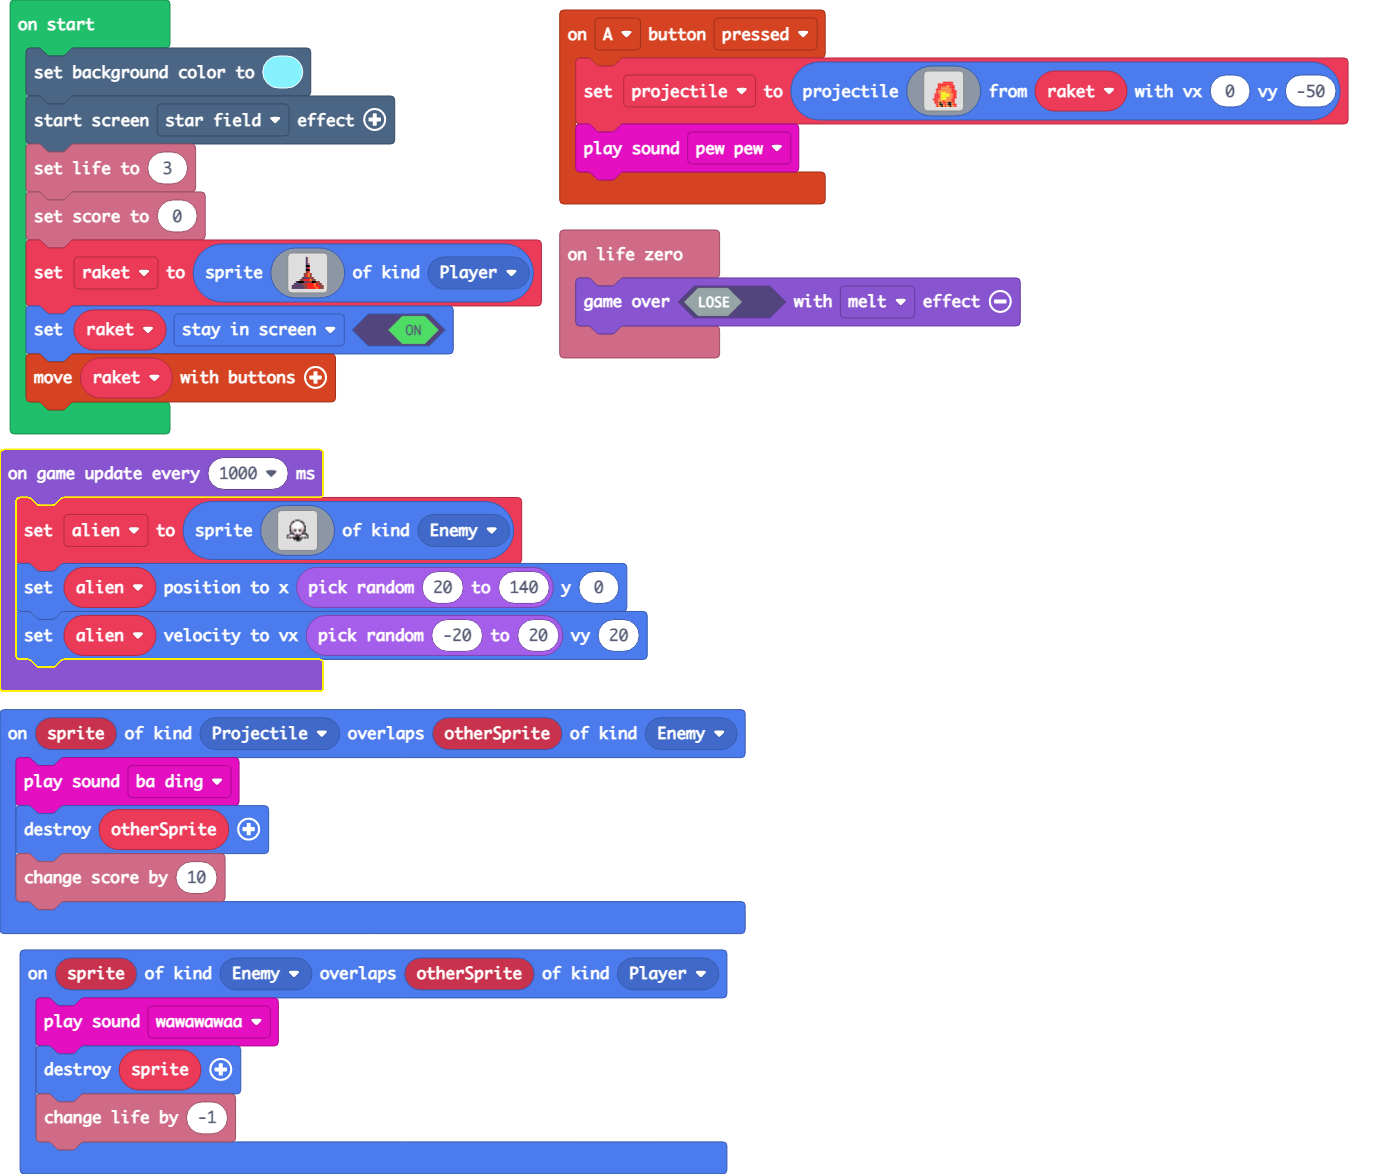 on start
set background color to
start screen star field effect
set life to 3
set score to 0
set raket to sprite of kind Player
set raket stay in screen ON
move raket with buttons
on A button pressed
set projectile to projectile from raket with vx 0 vy -50
play sound pew pew
on life zero
game over LOSE with melt effect
on game update every 1000 ms
set alien to sprite of kind Enemy
set alien position to x pick random 20 to 140 y 0
set alien velocity to vx pick random -20 to 20 vy 20
on sprite of kind Projectile overlaps otherSprite of kind Enemy
play sound ba ding
destroy otherSprite
change score by 10
on sprite of kind Enemy overlaps otherSprite of kind Player
play sound wawawawaa
destroy sprite
change life by -1